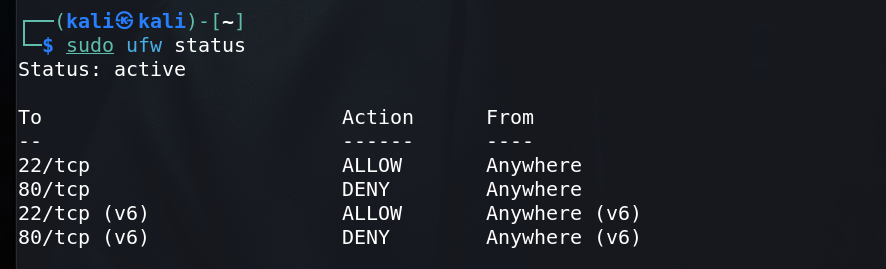 ┌──(kali㉿kali)-[~]
└─$ sudo ufw status
Status: active

To                         Action      From
--                         ------      ----
22/tcp                     ALLOW       Anywhere
80/tcp                     DENY        Anywhere
22/tcp (v6)                ALLOW       Anywhere (v6)
80/tcp (v6)                DENY        Anywhere (v6)